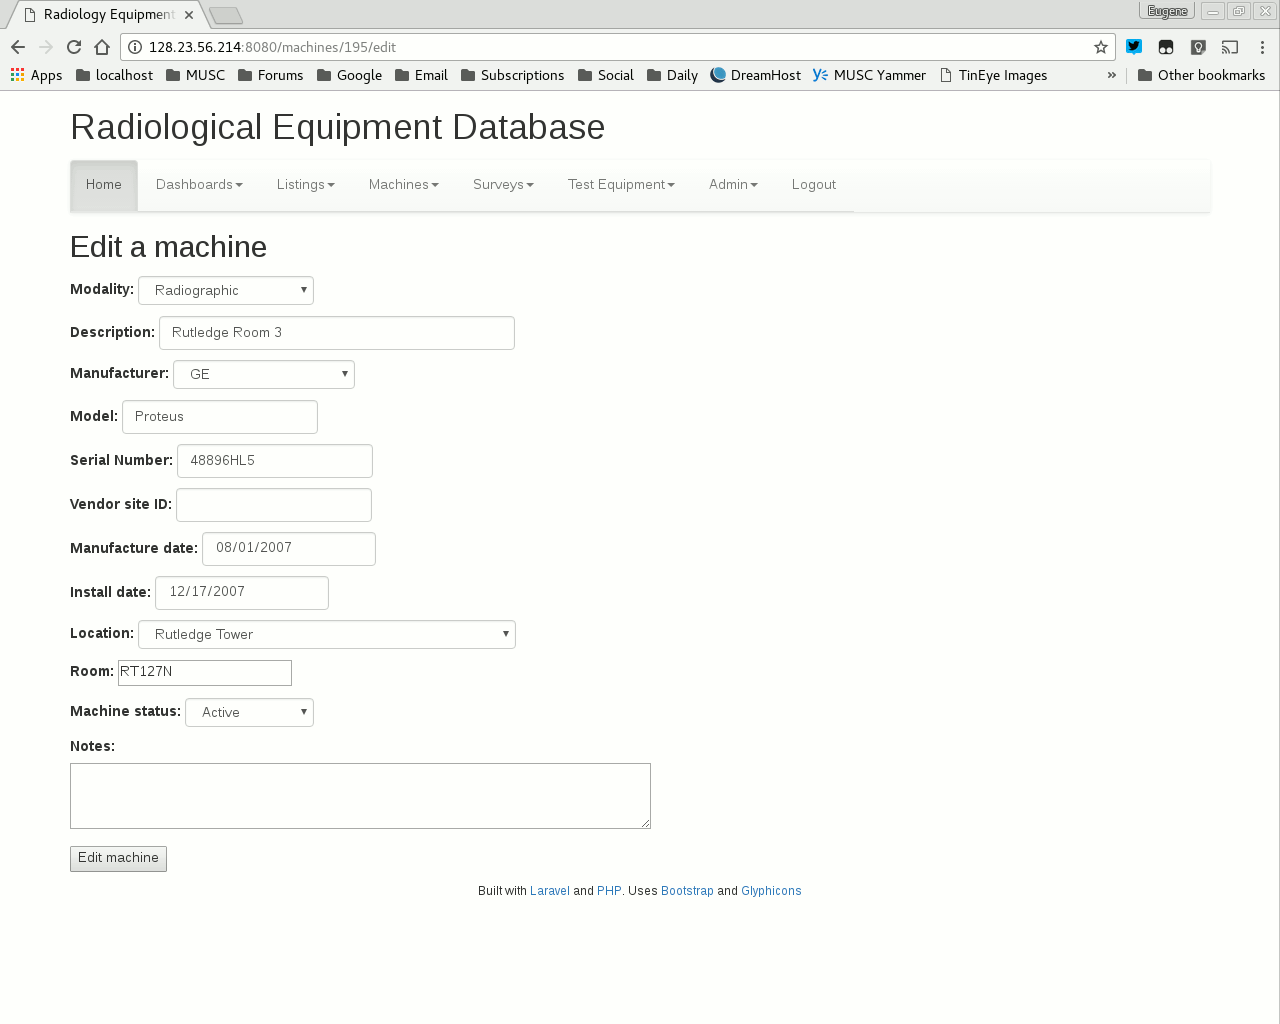 Radiology Equipment
Eugene
128.23.56.214:8080/machines/195/edit
Apps localhost MUSC Forums Google Email Subscriptions Social Daily DreamHost MUSC Yammer TinEye Images » Other bookmarks
Radiological Equipment Database
Home Dashboards Listings Machines Surveys Test Equipment Admin Logout
Edit a machine
Modality: Radiographic
Description: Rutledge Room 3
Manufacturer: GE
Model: Proteus
Serial Number: 48896HL5
Vendor site ID:
Manufacture date: 08/01/2007
Install date: 12/17/2007
Location: Rutledge Tower
Room: RT127N
Machine status: Active
Notes:
Edit machine
Built with Laravel and PHP. Uses Bootstrap and Glyphicons